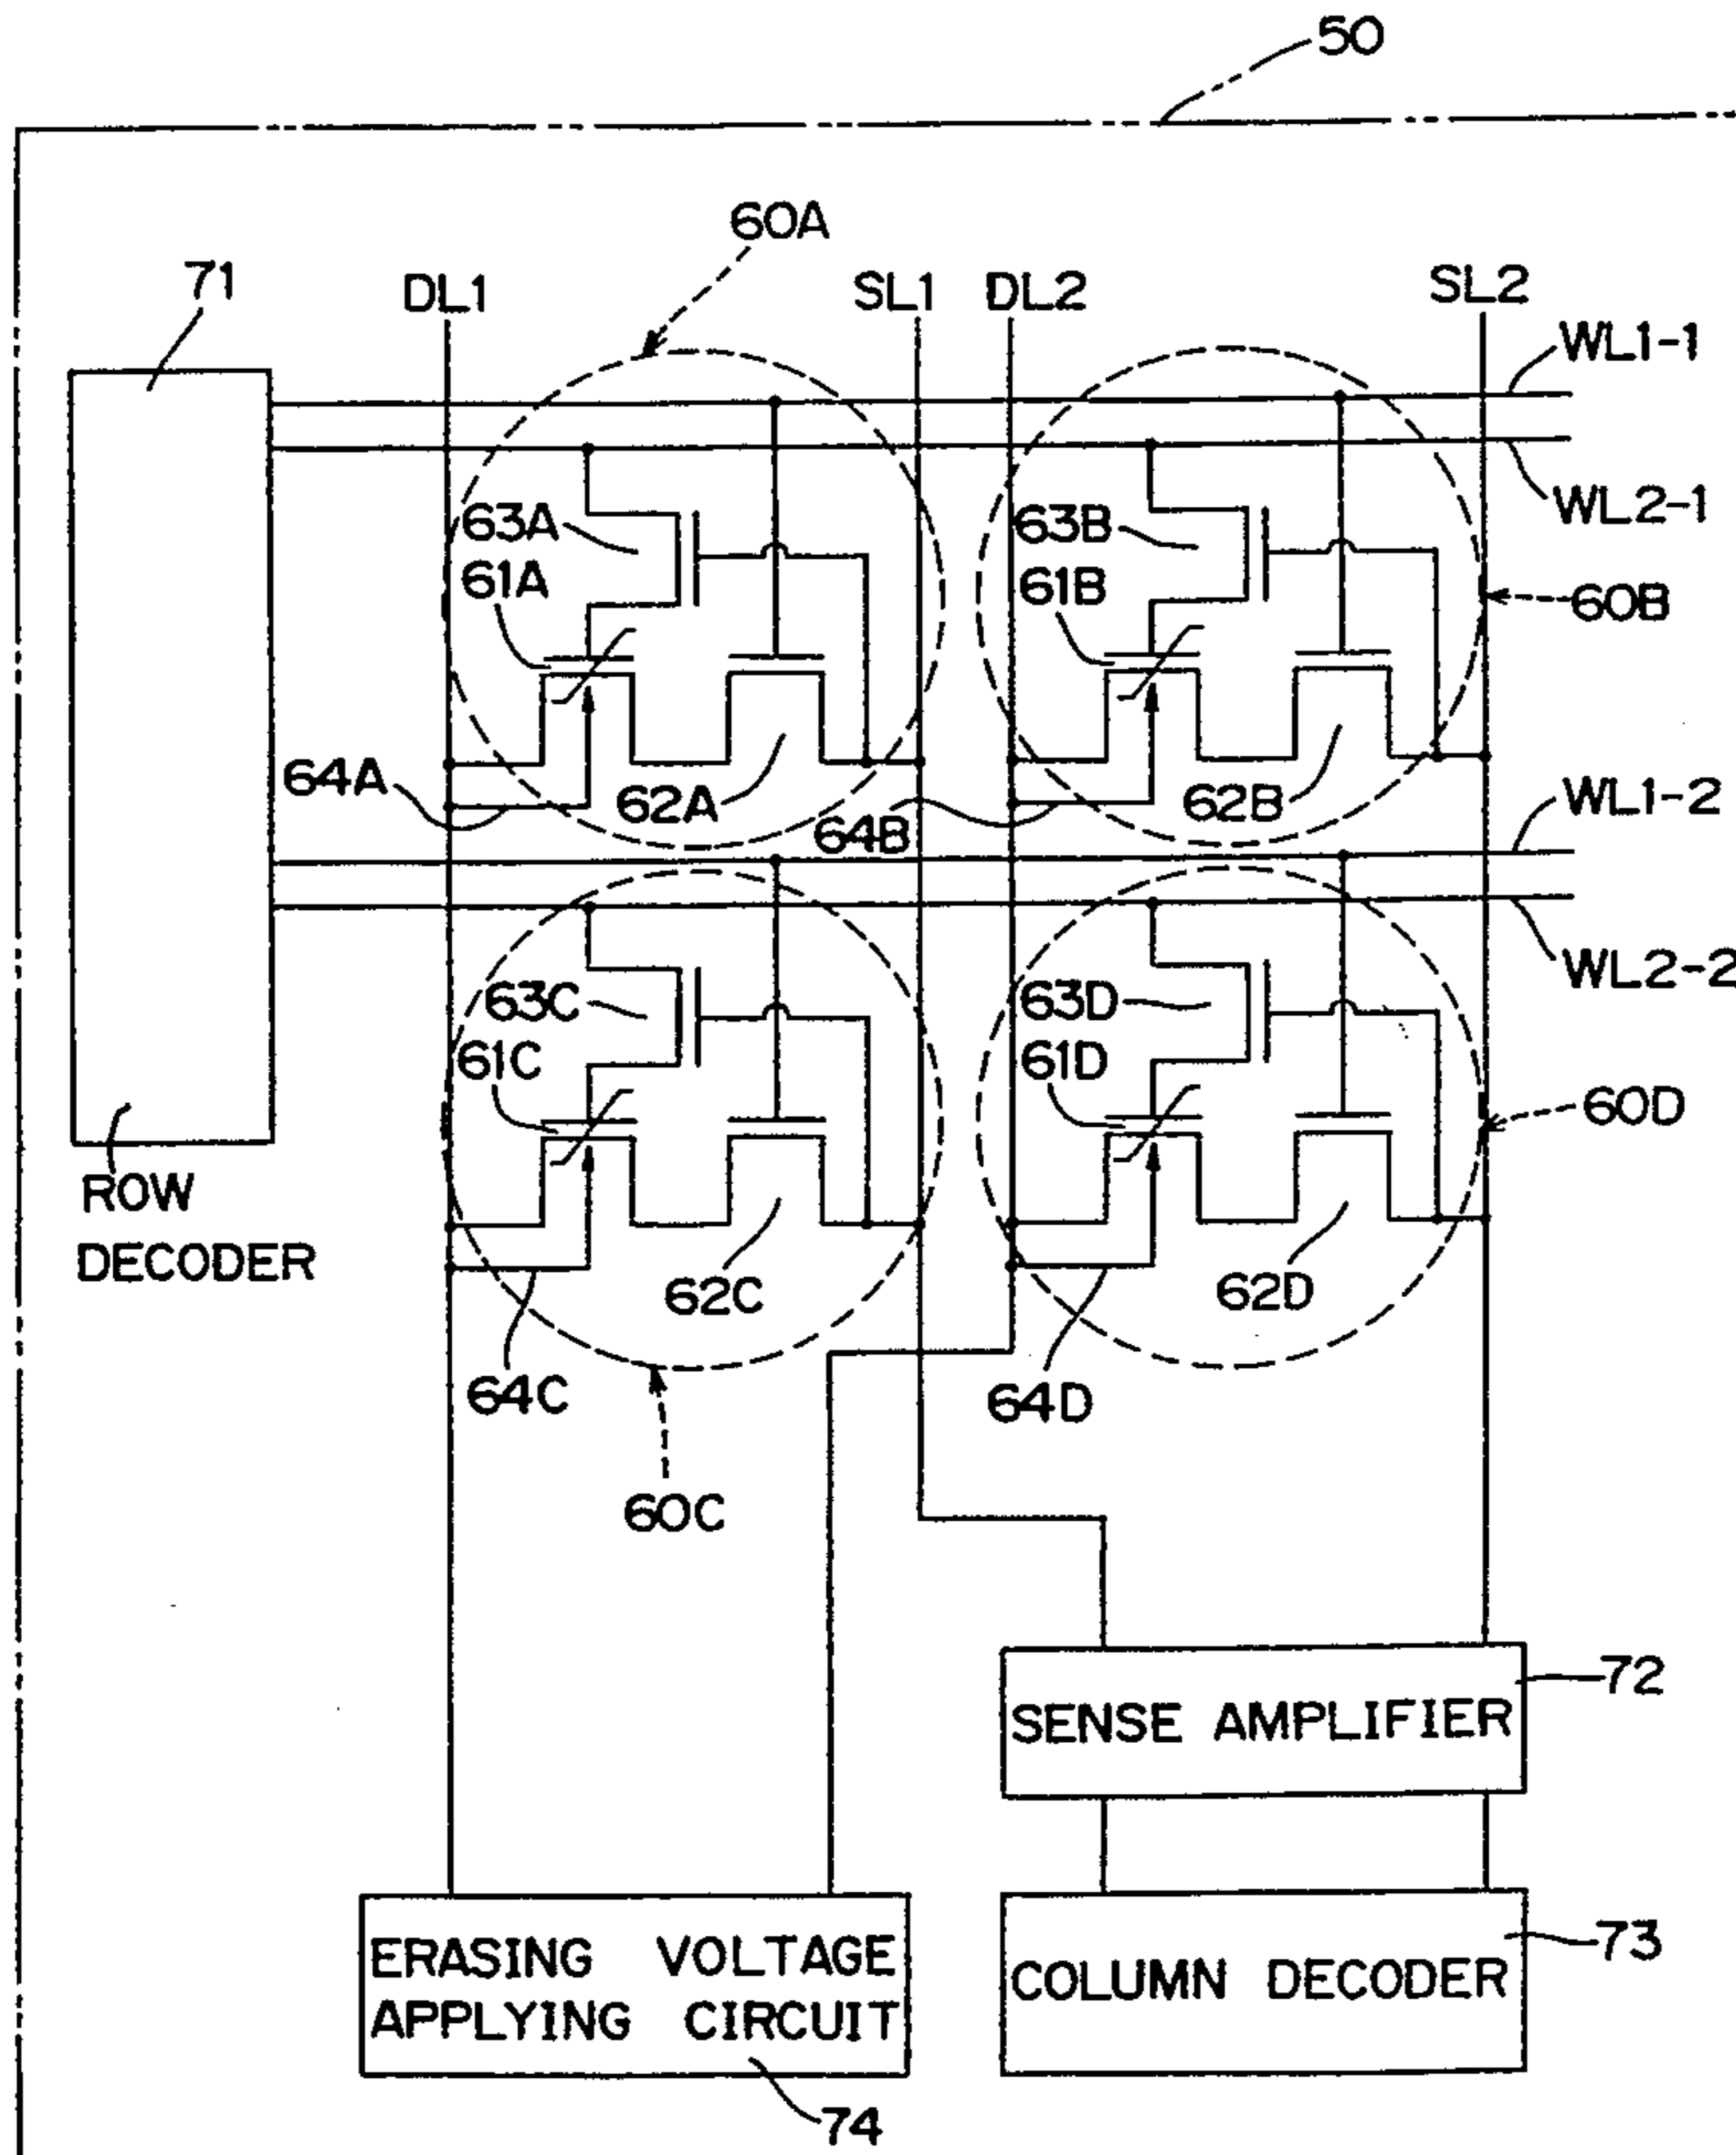 50
60A
71
DL1
SL1
DL2
SL2
WL1-1
WL2-1
63A
63B
61A
61B
60B
64A
62A
64B
62B
WL1-2
WL2-2
63C
63D
61C
61D
60D
ROW
DECODER
62C
62D
64C
64D
60C
72
SENSE AMPLIFIER
73
ERASING VOLTAGE
APPLYING CIRCUIT
COLUMN DECODER
74